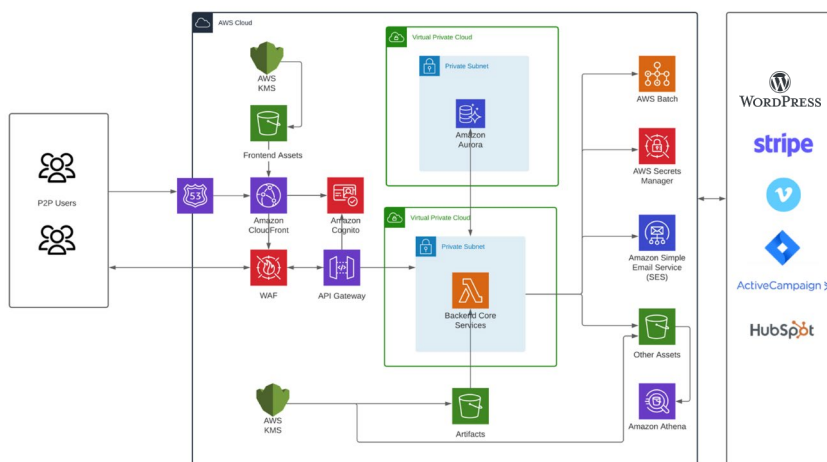 AWS Cloud
P2P Users
53
AWS
KMS
Frontend Assets
Amazon
CloudFront
Amazon
Cognito
WAF
API Gateway
Virtual Private Cloud
Private Subnet
Amazon
Aurora
Virtual Private Cloud
Private Subnet
Backend Core
Services
AWS
KMS
Artifacts
AWS Batch
AWS Secrets
Manager
Amazon Simple
Email Service
(SES)
Other Assets
Amazon Athena
WORDPRESS
stripe
ActiveCampaign
HubSpot